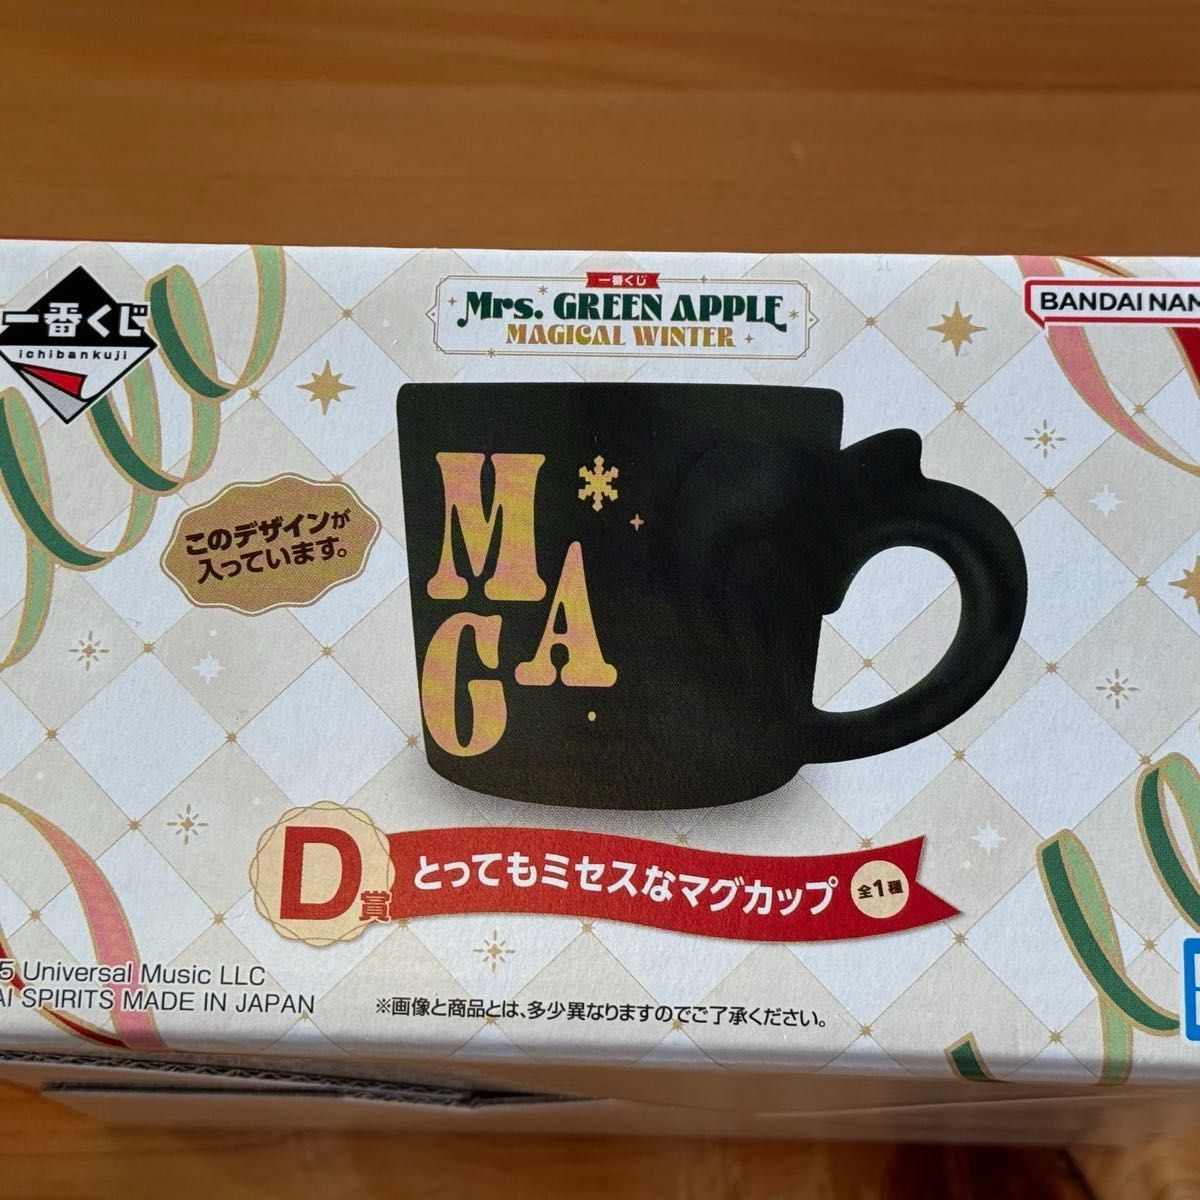 一番くじ
ichibankuji
一番くじ
Mrs. GREEN APPLE
MAGICAL WINTER
BANDAI NAM
このデザインが
入っています。
M
A
G
D賞
とってもミセスなマグカップ
全1種
5 Universal Music LLC
AI SPIRITS MADE IN JAPAN
※画像と商品とは、多少異なりますのでご了承ください。